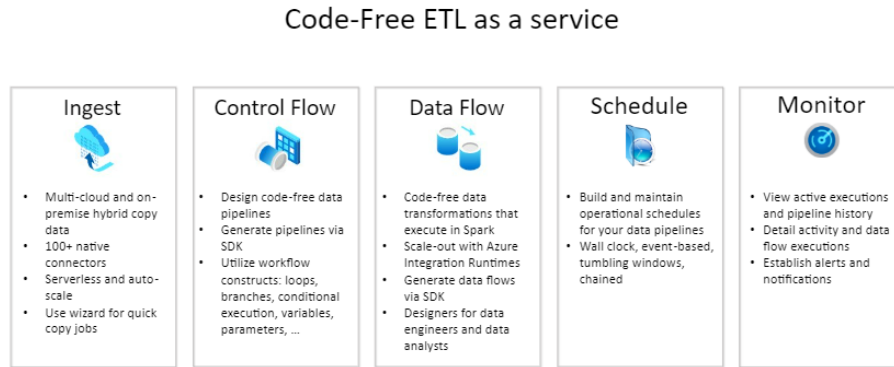 Code-Free ETL as a service
Ingest
• Multi-cloud and on-
premise hybrid copy
data
• 100+ native
connectors
• Serverless and auto-
scale
• Use wizard for quick
copy jobs
Control Flow
• Design code-free data
pipelines
• Generate pipelines via
SDK
• Utilize workflow
constructs: loops,
branches, conditional
execution, variables,
parameters, ...
Data Flow
• Code-free data
transformations that
execute in Spark
• Scale-out with Azure
Integration Runtimes
• Generate data flows
via SDK
• Designers for data
engineers and data
analysts
Schedule
• Build and maintain
operational schedules
for your data pipelines
• Wall clock, event-based,
tumbling windows,
chained
Monitor
• View active executions
and pipeline history
• Detail activity and data
flow executions
• Establish alerts and
notifications